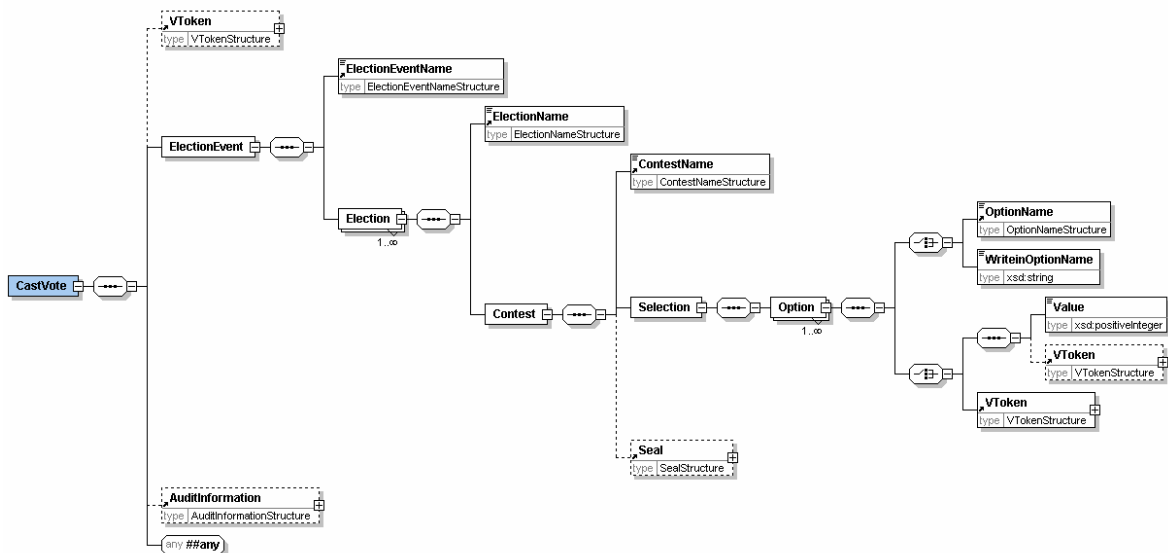 VToken
type VTokenStructure
ElectionEventName
type ElectionEventNameStructure
ElectionName
type ElectionNameStructure
ElectionEvent
ContestName
type ContestNameStructure
Election
1..∞
OptionName
type OptionNameStructure
WriteinOptionName
type xsd:string
CastVote
Contest
Selection
Option
1..∞
Value
type xsd:positiveInteger
VToken
type VTokenStructure
VToken
type VTokenStructure
Seal
type SealStructure
AuditInformation
type AuditInformationStructure
any ##any